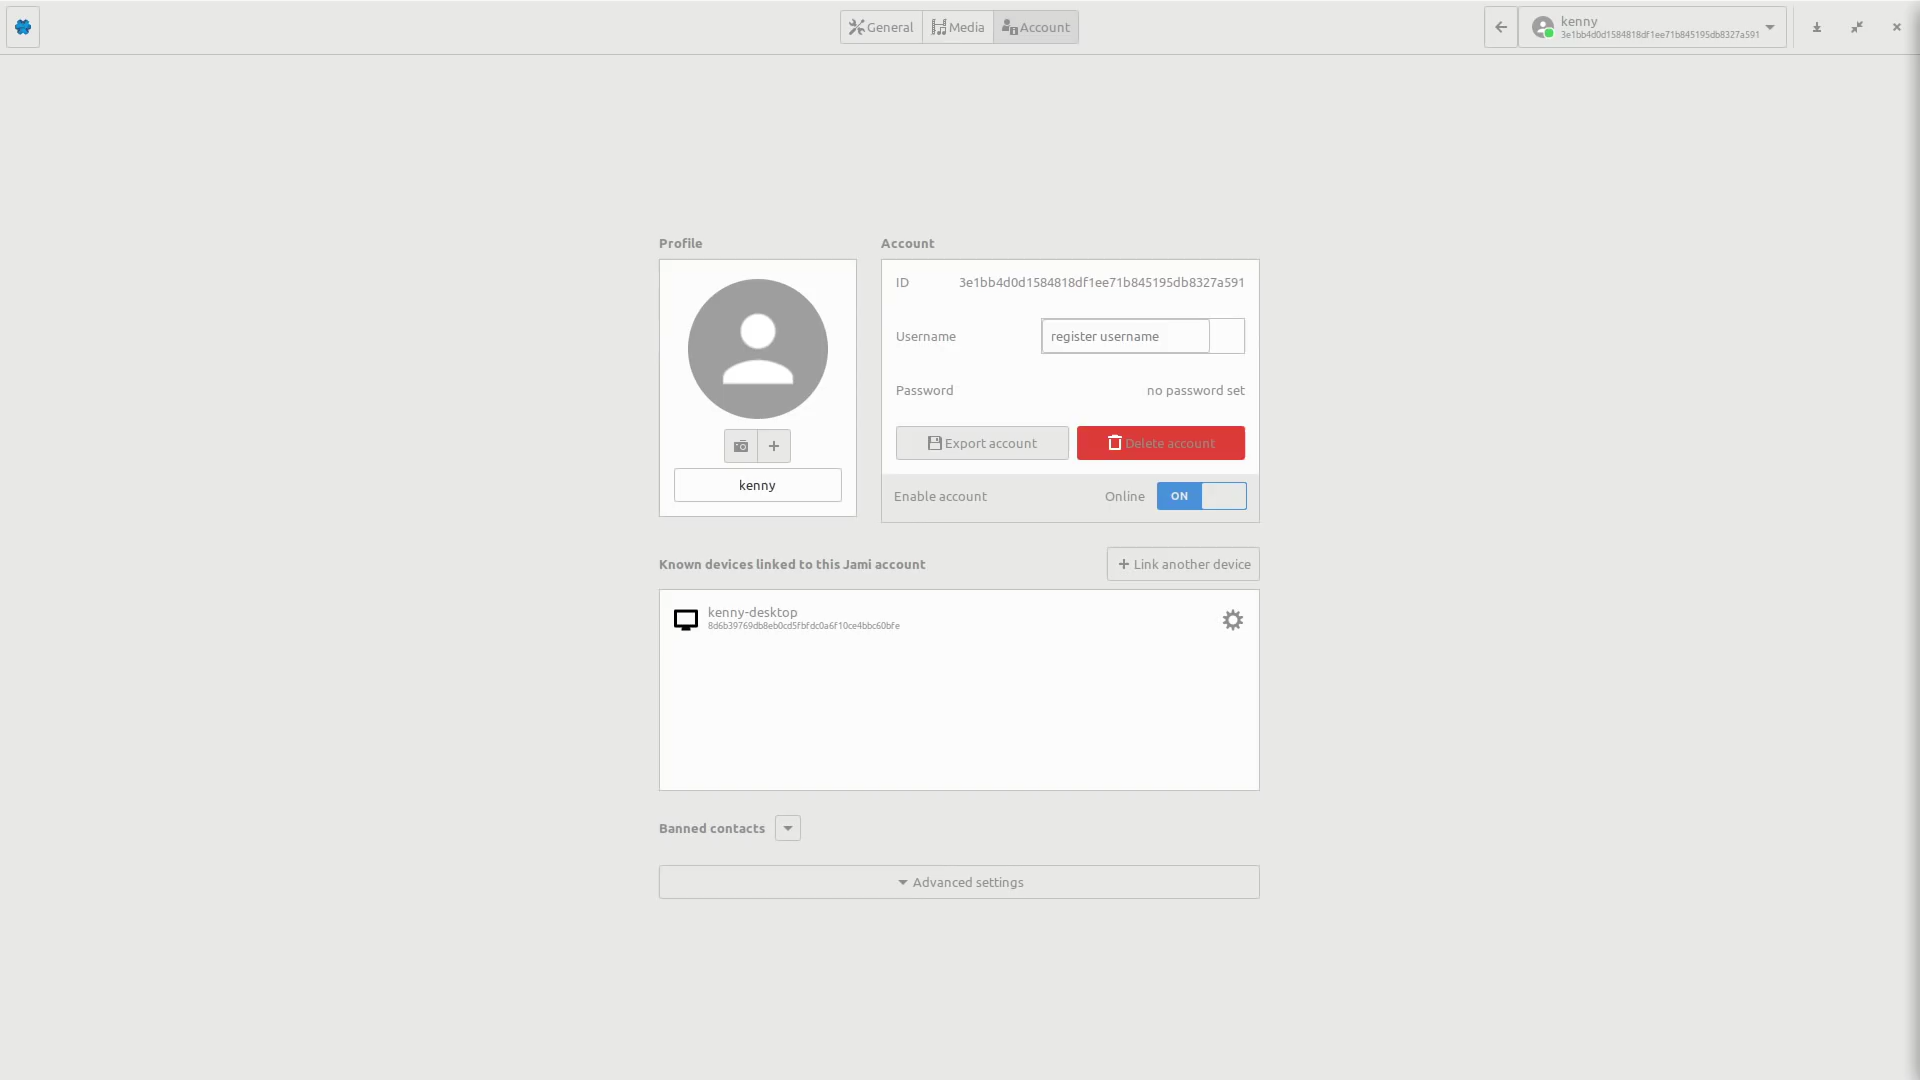 General
Media
Account
kenny
3e1bb4d0d1584818df1ee71b845195db8327a591
Profile
Account
ID
3e1bb4d0d1584818df1ee71b845195db8327a591
Username
register username
Password
no password set
Export account
Delete account
kenny
Enable account
Online
ON
Known devices linked to this Jami account
Link another device
kenny-desktop
8d6b39769db8eb0cd5fbfdc0a6f10ce4bbc60bfe
Banned contacts
Advanced settings